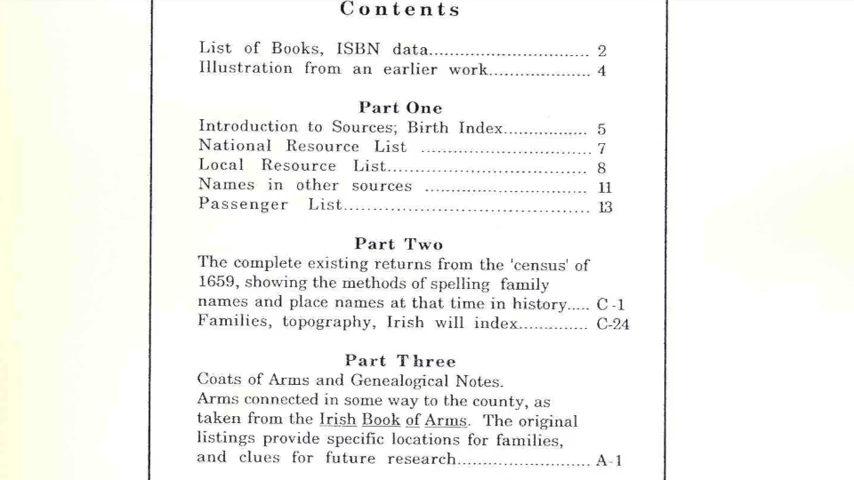 Contents
List of Books, ISBN data................................ 2
Illustration from an earlier work.................... 4
Part One
Introduction to Sources; Birth Index................ 5
National Resource List .................................. 7
Local Resource List........................................ 8
Names in other sources ................................ 11
Passenger List................................................ 13
Part Two
The complete existing returns from the 'census' of
1659, showing the methods of spelling family
names and place names at that time in history..... C-1
Families, topography, Irish will index.............. C-24
Part Three
Coats of Arms and Genealogical Notes.
Arms connected in some way to the county, as
taken from the Irish Book of Arms. The original
listings provide specific locations for families,
and clues for future research.......................... A-1